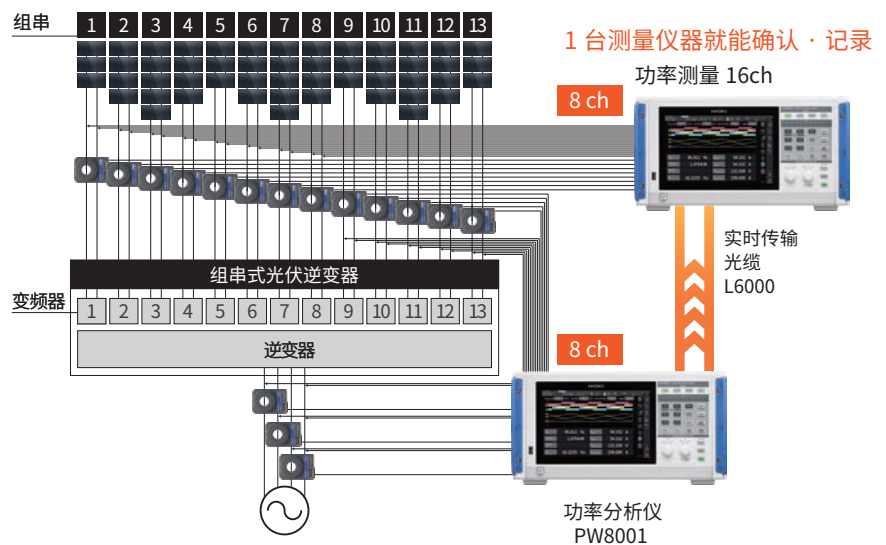 组串
1 2 3 4 5 6 7 8 9 10 11 12 13
1 台测量仪器就能确认 · 记录
功率测量 16ch
8 ch
实时传输
光缆
L6000
组串式光伏逆变器
变频器
1 2 3 4 5 6 7 8 9 10 11 12 13
逆变器
8 ch
功率分析仪
PW8001